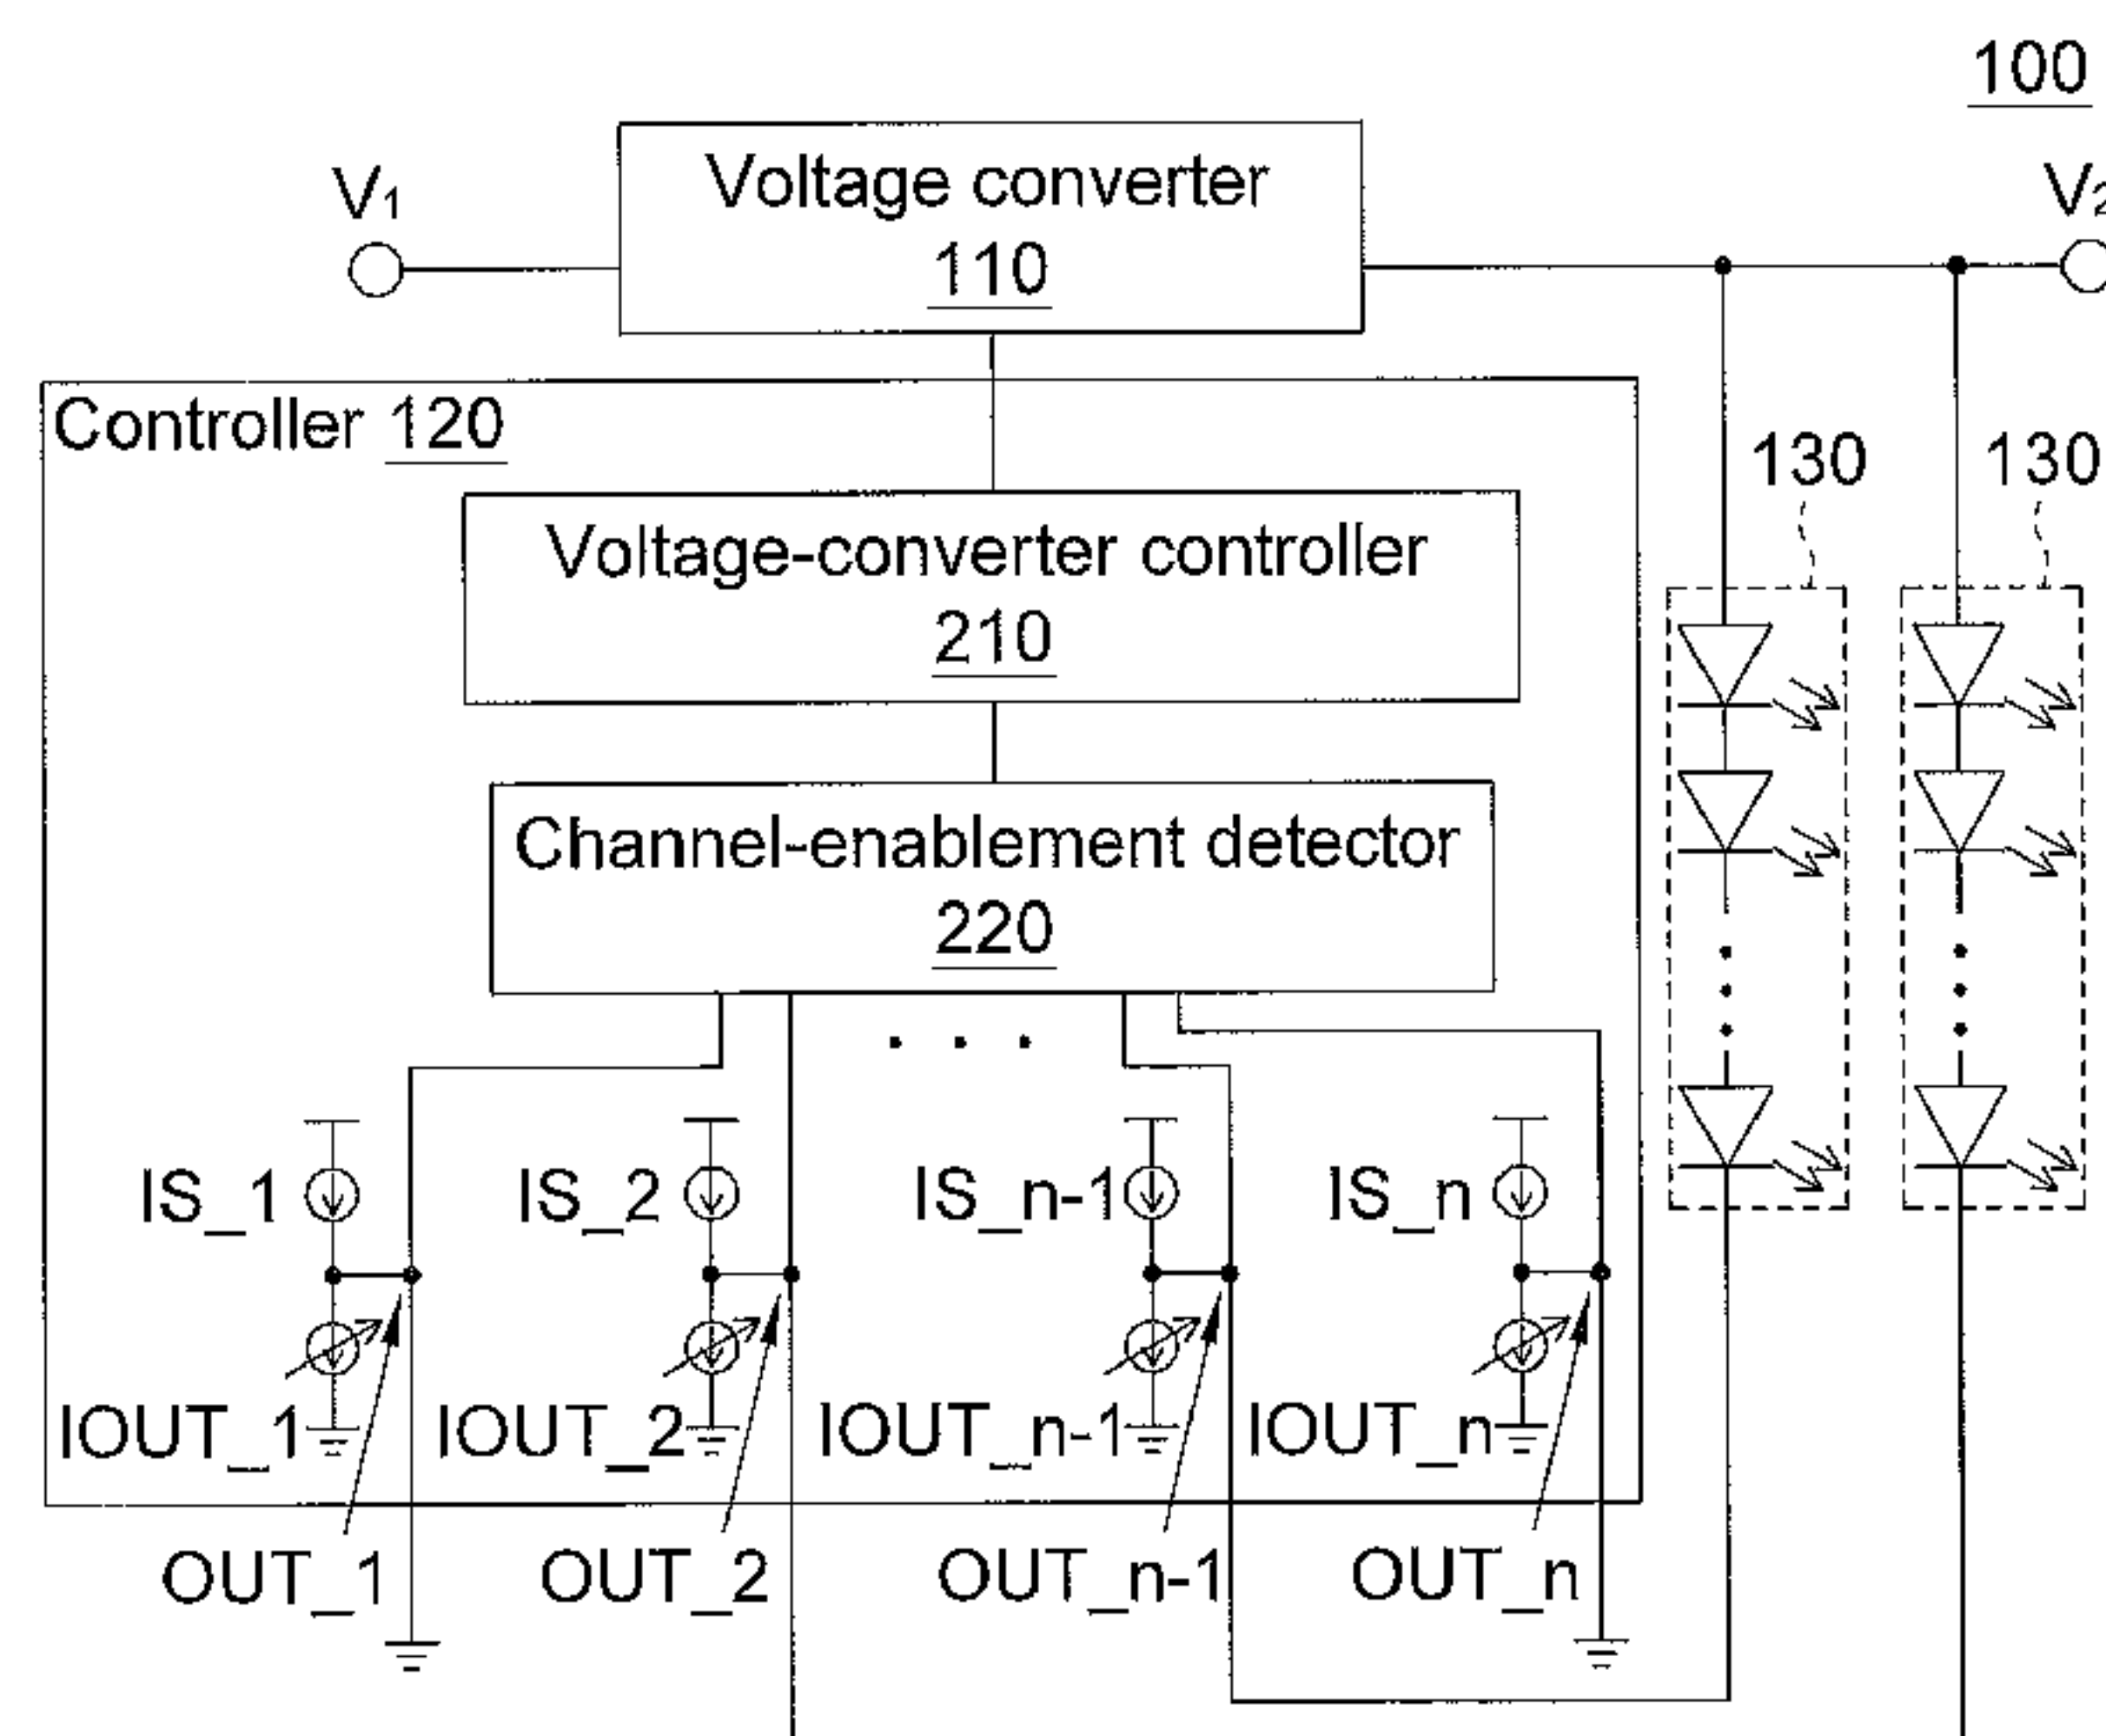 100
V1
Voltage converter
110
V2
Controller 120
130
130
Voltage-converter controller
210
Channel-enablement detector
220
IS_1
IS_2
IS_n-1
IS_n
IOUT_1
IOUT_2
IOUT_n-1
IOUT_n
OUT_1
OUT_2
OUT_n-1
OUT_n